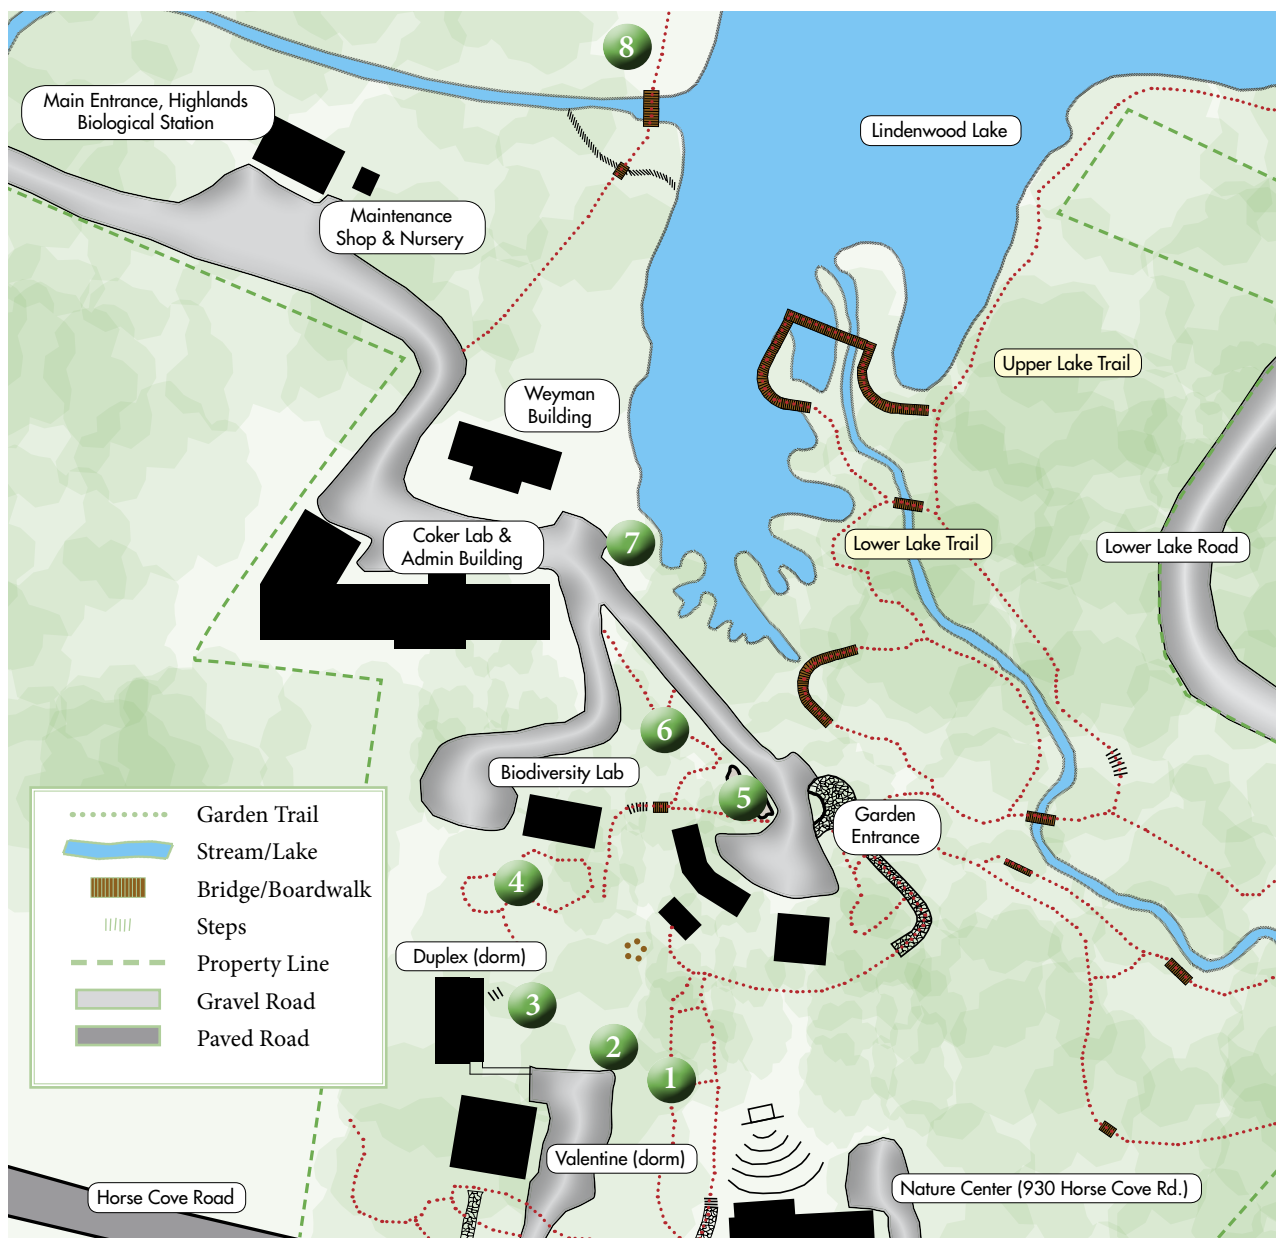 8
Main Entrance, Highlands
Biological Station
Lindenwood Lake
Maintenance
Shop & Nursery
Upper Lake Trail
Weyman
Building
Coker Lab &
Admin Building
7
Lower Lake Trail
Lower Lake Road
6
Biodiversity Lab
5
Garden
Entrance
Garden Trail
Stream/Lake
Bridge/Boardwalk
Steps
Property Line
Gravel Road
Paved Road
4
Duplex (dorm)
3
2
1
Valentine (dorm)
Horse Cove Road
Nature Center (930 Horse Cove Rd.)